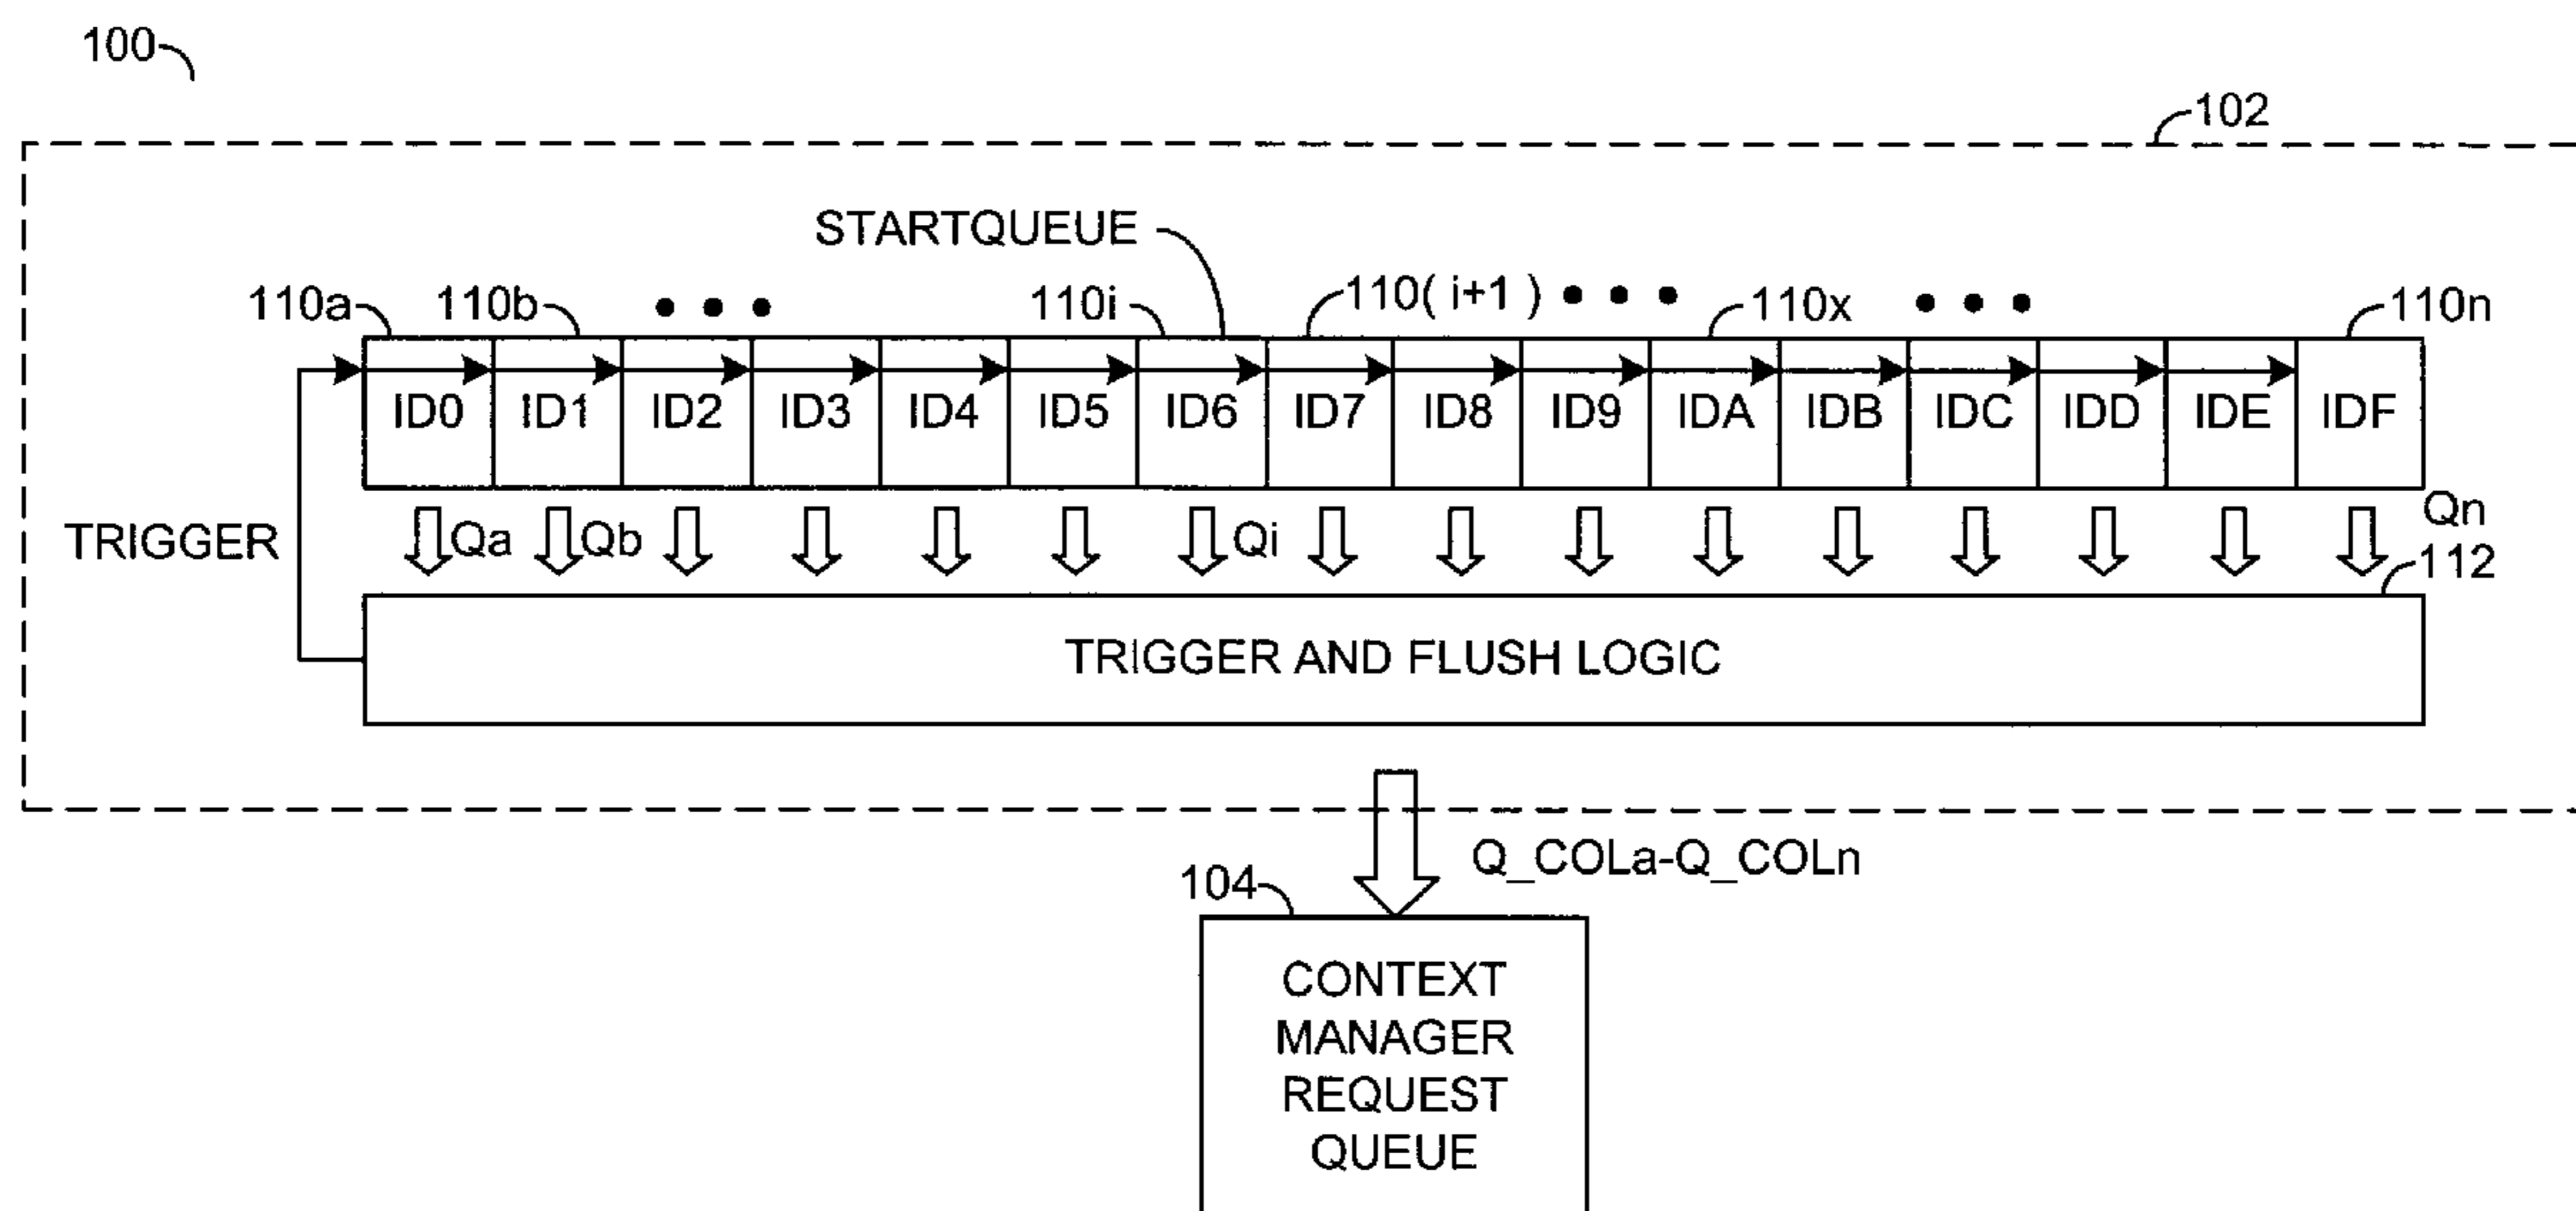 100
102
STARTQUEUE
110a 110b 110i 110( i+1 ) 110x 110n
ID0 ID1 ID2 ID3 ID4 ID5 ID6 ID7 ID8 ID9 IDA IDB IDC IDD IDE IDF
TRIGGER Qa Qb Qi Qn
112
TRIGGER AND FLUSH LOGIC
Q_COLa-Q_COLn
104
CONTEXT
MANAGER
REQUEST
QUEUE